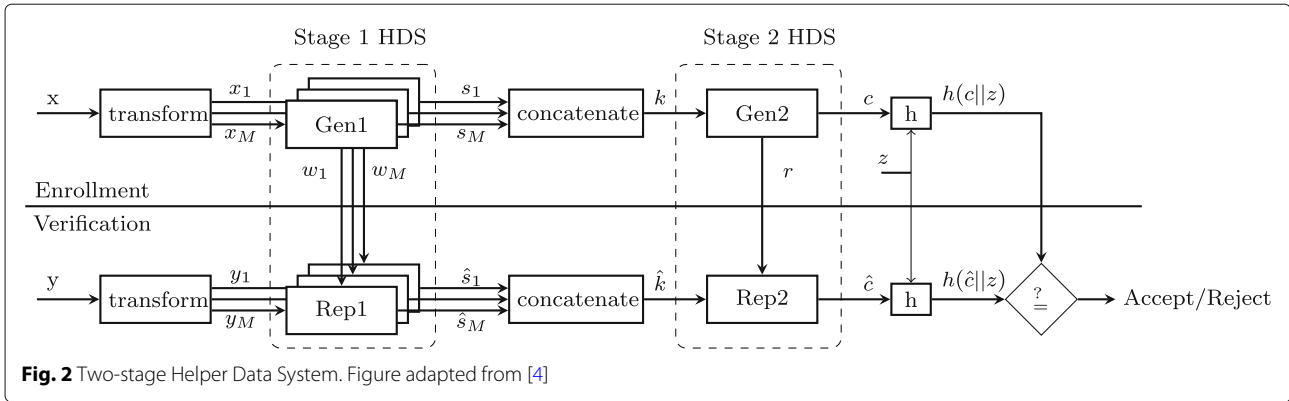 Stage 1 HDS
Stage 2 HDS
x
transform
x_1
x_M
Gen1
s_1
s_M
concatenate
k
Gen2
c
h
h(c||z)
w_1
w_M
r
z
Enrollment
Verification
y
transform
y_1
y_M
Rep1
ŝ_1
ŝ_M
concatenate
k̂
Rep2
ĉ
h
h(ĉ||z)
?
=
Accept/Reject
Fig. 2 Two-stage Helper Data System. Figure adapted from [4]